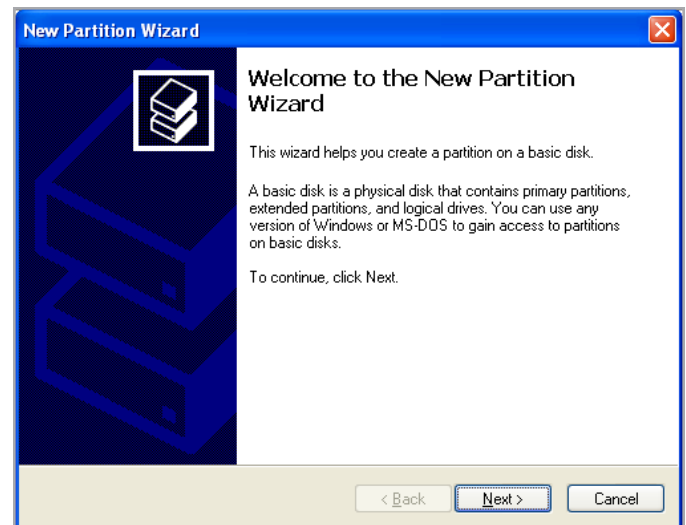 New Partition Wizard
Welcome to the New Partition
Wizard
This wizard helps you create a partition on a basic disk.
A basic disk is a physical disk that contains primary partitions,
extended partitions, and logical drives. You can use any
version of Windows or MS-DOS to gain access to partitions
on basic disks.
To continue, click Next.
< Back Next > Cancel